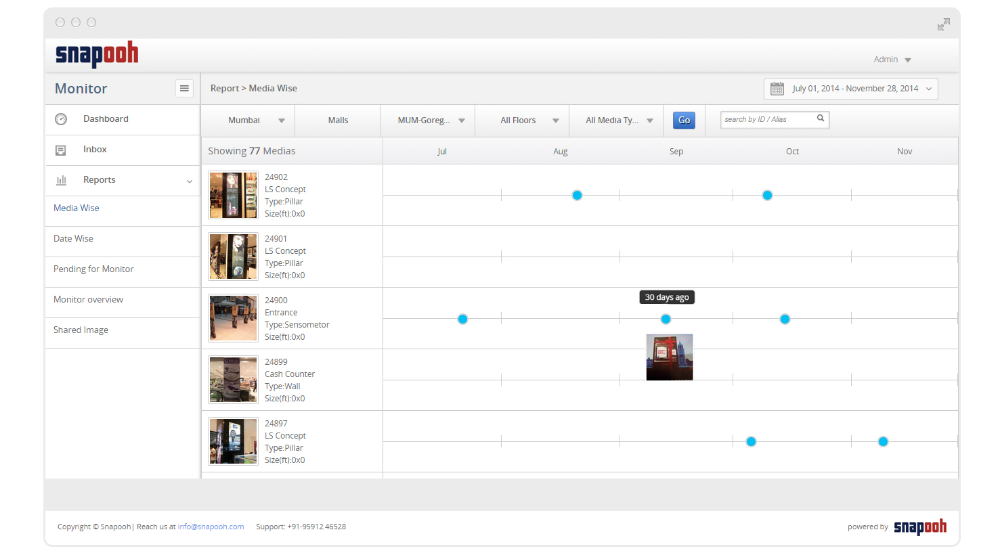 snapooh
Admin
Monitor
Report > Media Wise
July 01, 2014 - November 28, 2014
Dashboard
Inbox
Reports
Media Wise
Date Wise
Pending for Monitor
Monitor overview
Shared Image
Mumbai
Malls
MUM-Goreg...
All Floors
All Media Ty...
Go
search by ID / Alias
Showing 77 Medias
Jul
Aug
Sep
Oct
Nov
24902
LS Concept
Type:Pillar
Size(ft):0x0
24901
LS Concept
Type:Pillar
Size(ft):0x0
24900
Entrance
Type:Sensometor
Size(ft):0x0
30 days ago
24899
Cash Counter
Type:Wall
Size(ft):0x0
24897
LS Concept
Type:Pillar
Size(ft):0x0
Copyright © Snapooh| Reach us at info@snapooh.com
Support: +91-95912 46528
powered by snapooh